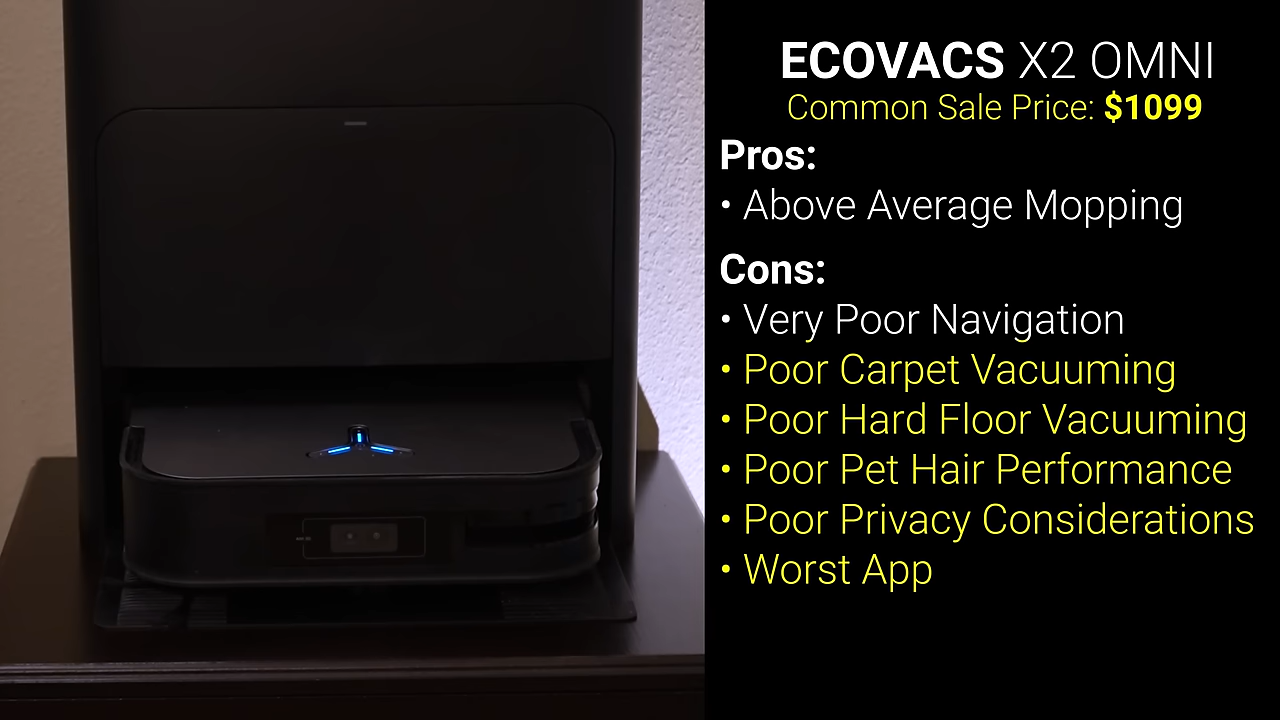 ECOVACS X2 OMNI
Common Sale Price: $1099
Pros:
• Above Average Mopping
Cons:
• Very Poor Navigation
• Poor Carpet Vacuuming
• Poor Hard Floor Vacuuming
• Poor Pet Hair Performance
• Poor Privacy Considerations
• Worst App